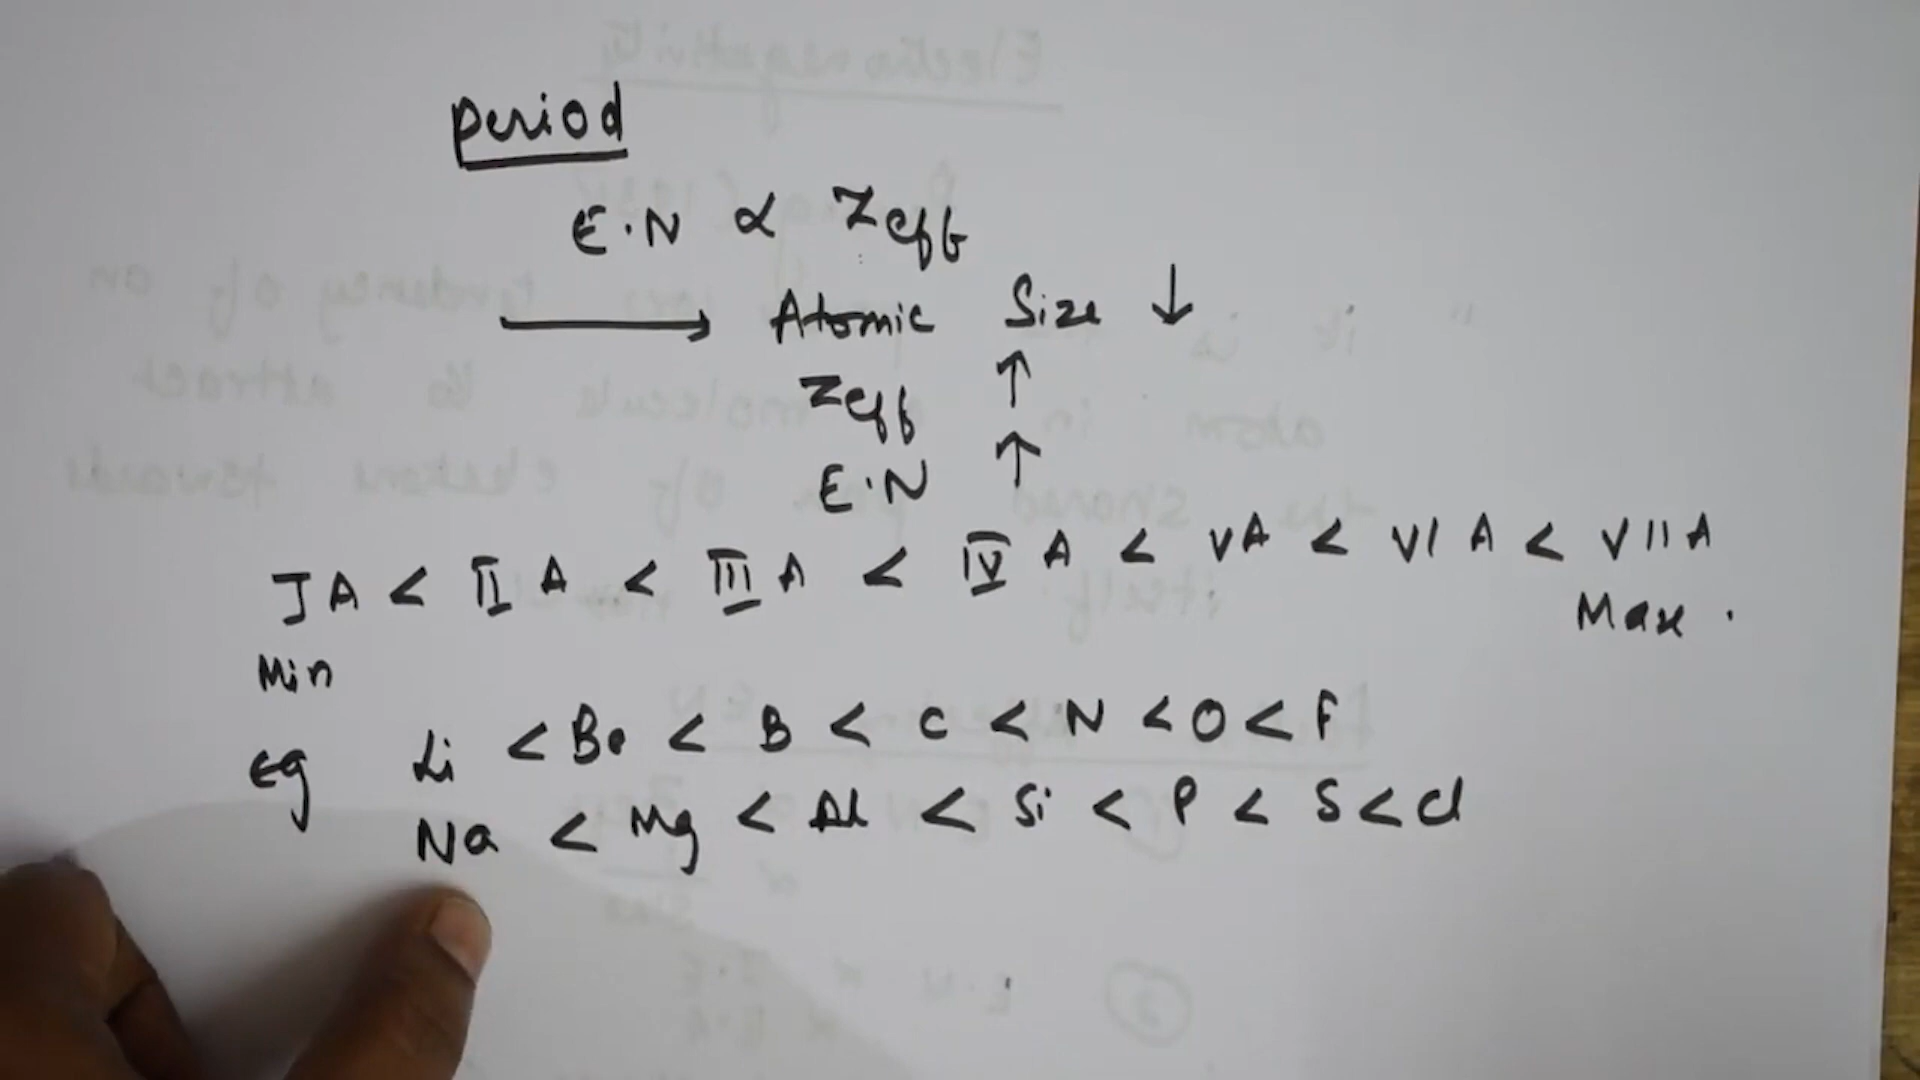 Period
E.N ∝ Zeff
⟶ Atomic Size ↓
Zeff ↑
E.N ↑
IA < II A < III A < IV A < VA < VI A < VII A
Min Max.
eg Li < Be < B < C < N < O < F
Na < Mg < Al < Si < P < S < Cl